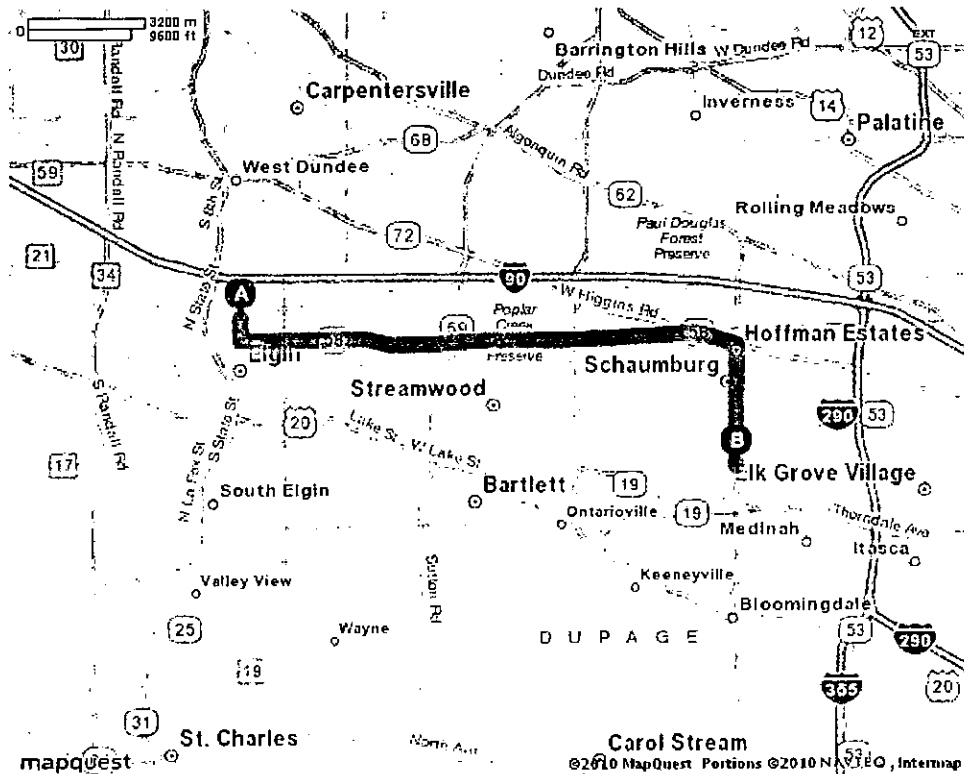 0
3200 m
9600 ft
30
12
EXT
53
Barrington Hills
W Dundee Rd
Dundee Rd
Randall Rd
Carpentersville
Inverness
14
Palatine
68
Algonquin Rd
N Randall Rd
West Dundee
59
S 8th St
62
Rolling Meadows
72
Paul Douglas
Forest
Preserve
21
34
N State St
A
90
W Higgins Rd
53
59
Poplar
Creek
Preserve
58
58
Hoffman Estates
Elgin
Schaumburg
Streamwood
S Randall Rd
S State St
20
Lake St
W Lake St
290
53
B
17
N La Fox St
19
Elk Grove Village
South Elgin
Bartlett
Ontarioville
19
Medinah
Thorndale Ave
Itasca
Valley View
Sutton Rd
Keeneyville
Bloomingdale
25
Wayne
DUPAGE
53
290
19
355
20
31
St. Charles
North Ave
Carol Stream
53
mapquest
©2010 MapQuest Portions ©2010 NAVTEQ, Intermap